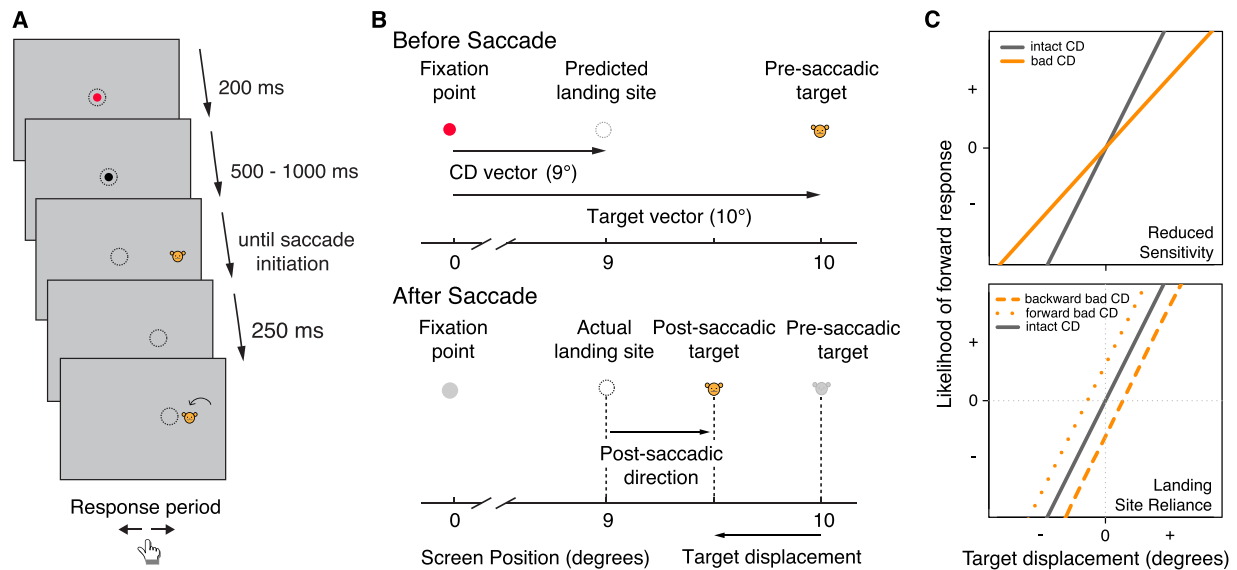 A
200 ms
500 - 1000 ms
until saccade
initiation
250 ms
Response period
B
Before Saccade
Fixation
point
Predicted
landing site
Pre-saccadic
target
CD vector (9°)
Target vector (10°)
0
9
10
After Saccade
Fixation
point
Actual
landing site
Post-saccadic
target
Pre-saccadic
target
Post-saccadic
direction
0
9
10
Screen Position (degrees)
Target displacement
C
Likelihood of forward response
intact CD
bad CD
+
0
-
Reduced
Sensitivity
backward bad CD
forward bad CD
intact CD
+
0
-
Landing
Site Reliance
- 0 +
Target displacement (degrees)